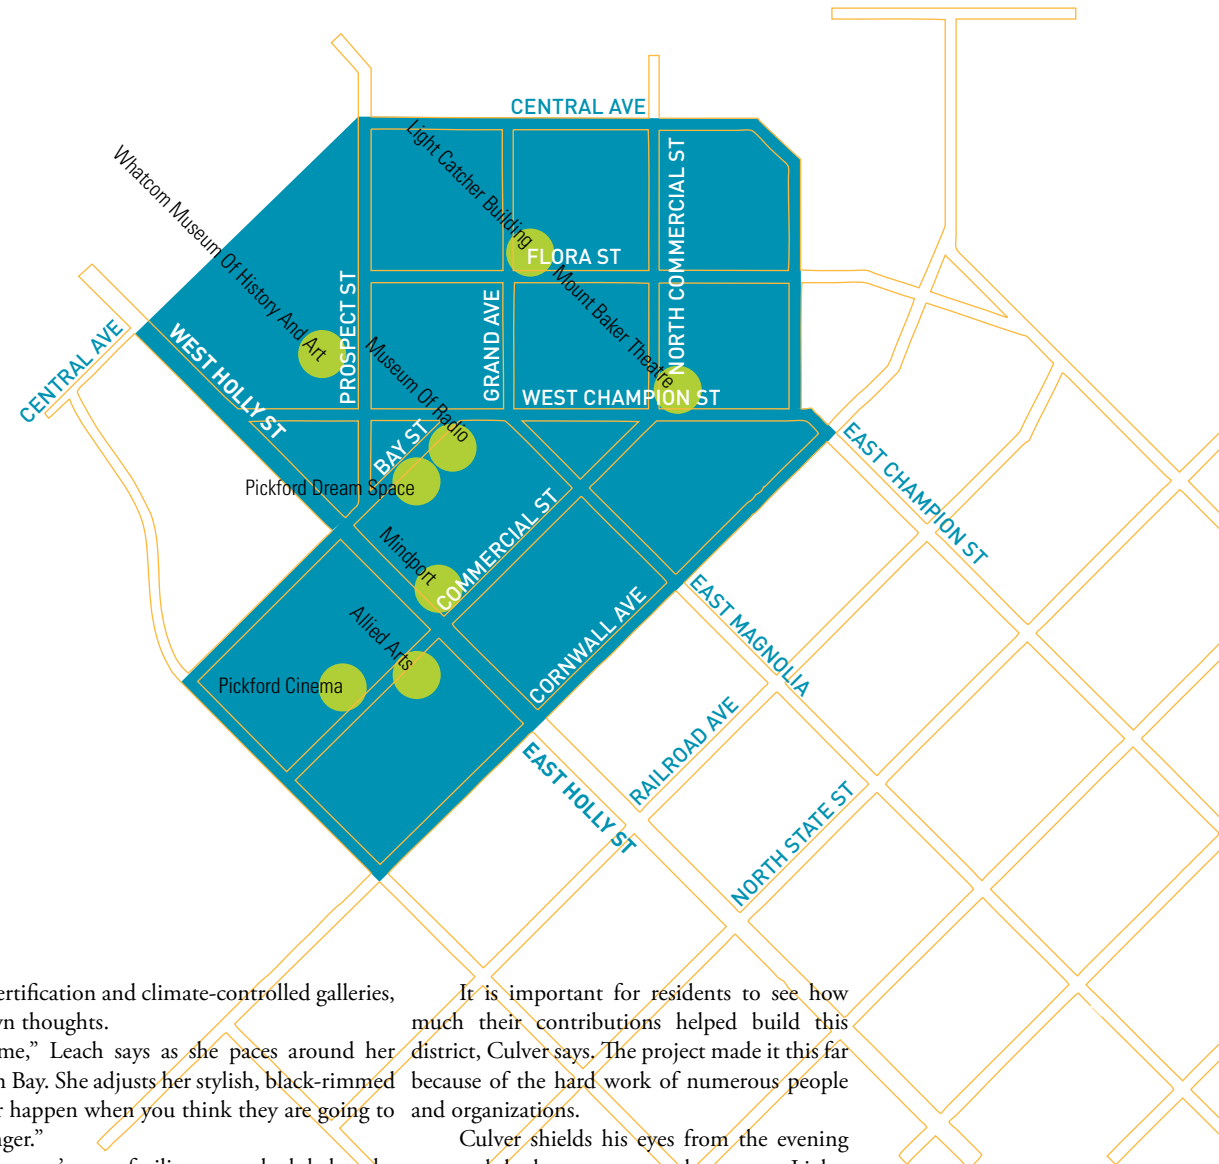 CENTRAL AVE
Light Catcher Building
Whatcom Museum Of History And Art
NORTH COMMERCIAL ST
FLORA ST
Mount Baker Theatre
PROSPECT ST
GRAND AVE
CENTRAL AVE
WEST HOLLY ST
Museum Of Radio
WEST CHAMPION ST
BAY ST
EAST CHAMPION ST
Pickford Dream Space
COMMERCIAL ST
Mindport
CORNWALL AVE
EAST MAGNOLIA
Allied Arts
Pickford Cinema
RAILROAD AVE
EAST HOLLY ST
NORTH STATE ST
ertification and climate-controlled galleries,
n thoughts.
me,” Leach says as she paces around her
Bay. She adjusts her stylish, black-rimmed
happen when you think they are going to
nger.”
It is important for residents to see how
much their contributions helped build this
district, Culver says. The project made it this far
because of the hard work of numerous people
and organizations.
Culver shields his eyes from the evening